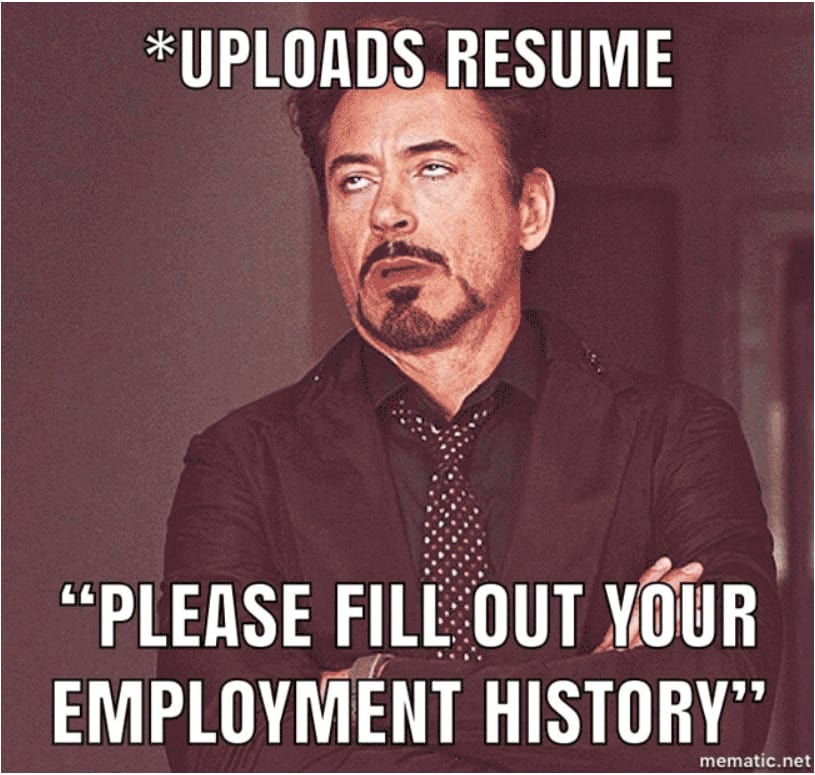 *UPLOADS RESUME
“PLEASE FILL OUT YOUR
EMPLOYMENT HISTORY”
mematic.net